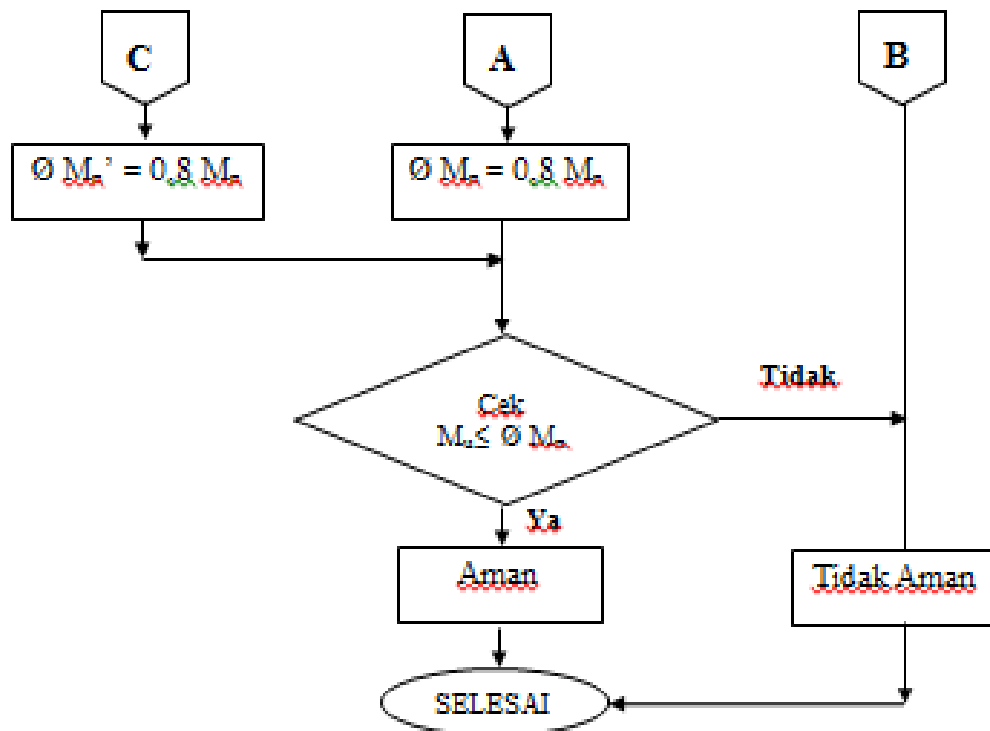 C
A
B
Ø Mₙ' = 0,8 Mₙ
Ø Mₙ = 0,8 Mₙ
Tidak
Cek
Mᵤ ≤ Ø Mₙ
Ya
Aman
Tidak Aman
SELESAI